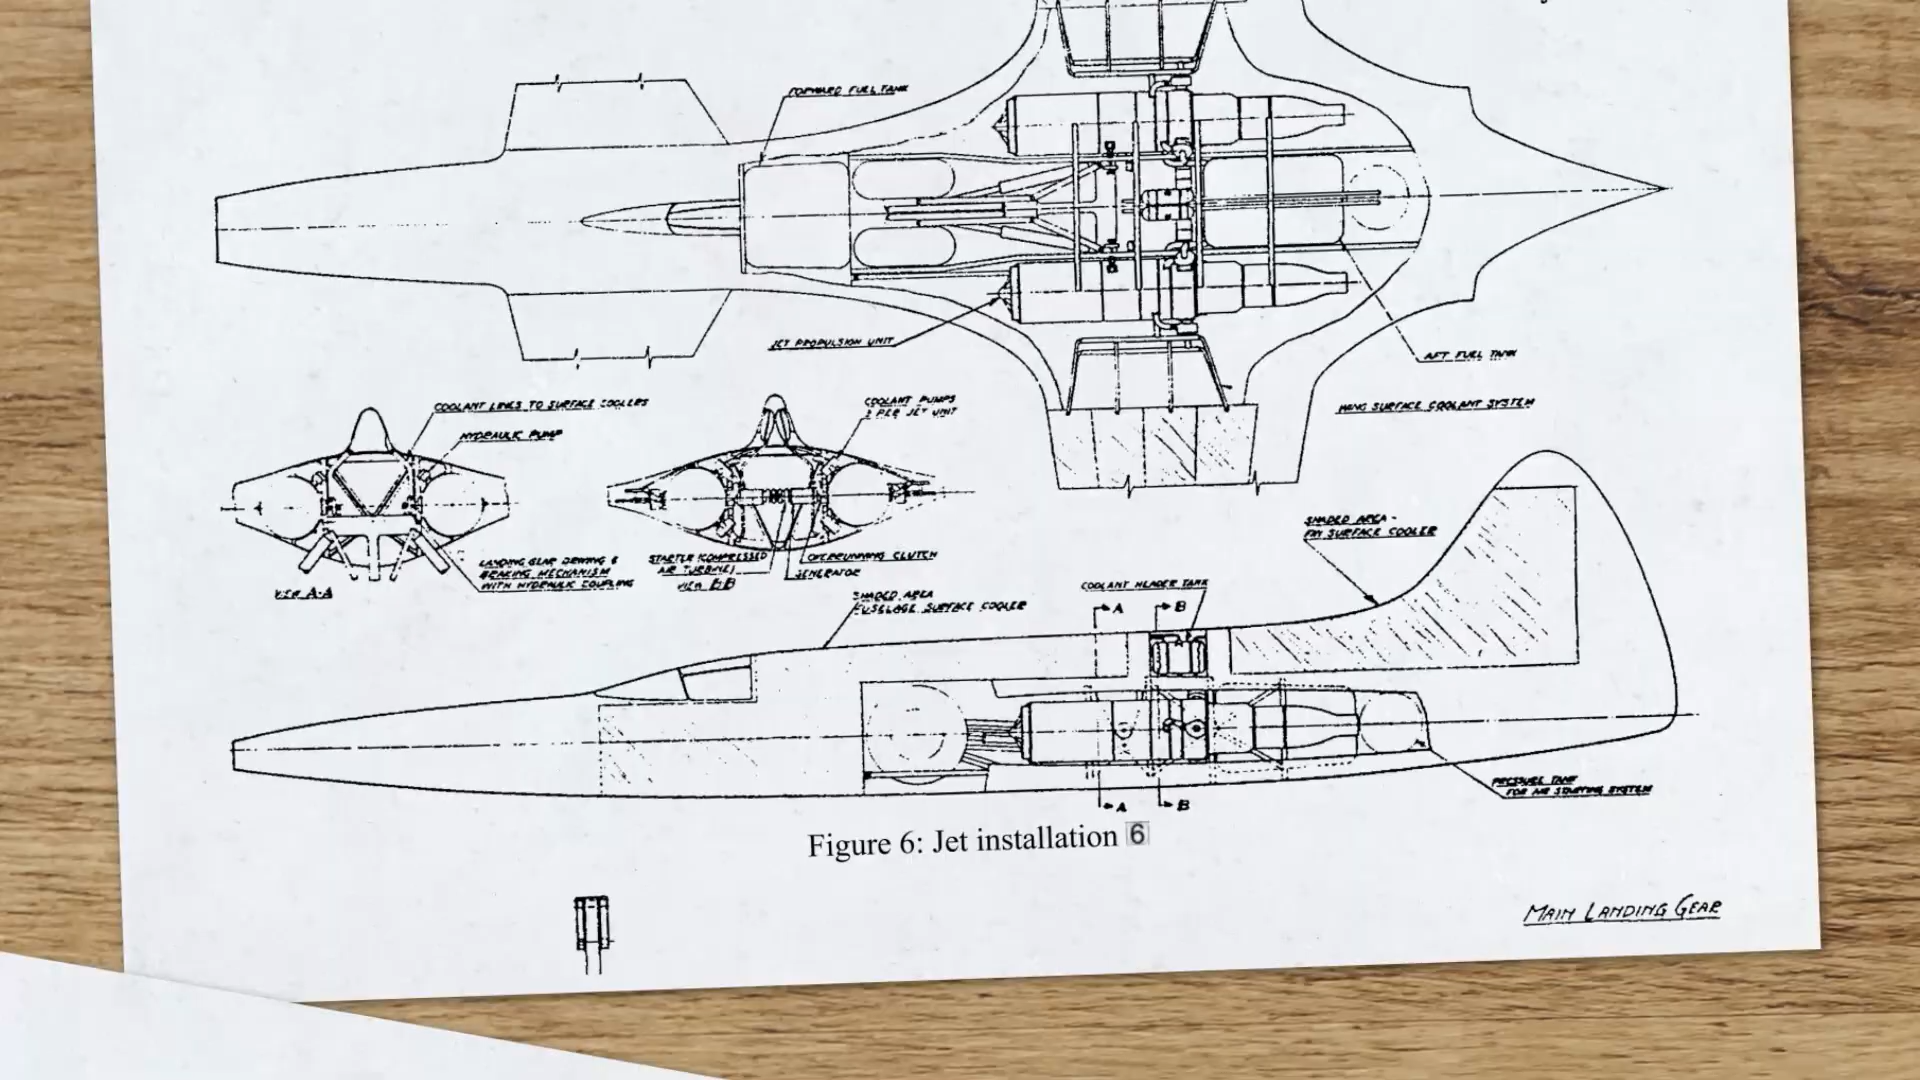 FORWARD FUEL TANK
JET PROPULSION UNIT
AFT FUEL TANK
WING SURFACE COOLANT SYSTEM
COOLANT LINES TO SURFACE COOLERS
HYDRAULIC PUMP
COOLANT PUMPS
2 PER JET UNIT
LANDING GEAR DRIVING &
BRAKING MECHANISM
WITH HYDRAULIC COUPLING
VIEW A-A
STARTER (COMPRESSED
AIR TURBINE)
VIEW B-B
OVERRUNNING CLUTCH
GENERATOR
SHADED AREA -
FIN SURFACE COOLER
SHADED AREA
FUSELAGE SURFACE COOLER
COOLANT HEADER TANK
A
B
A
B
PRESSURE TANK
FOR AIR STARTING SYSTEM
Figure 6: Jet installation 6
MAIN LANDING GEAR